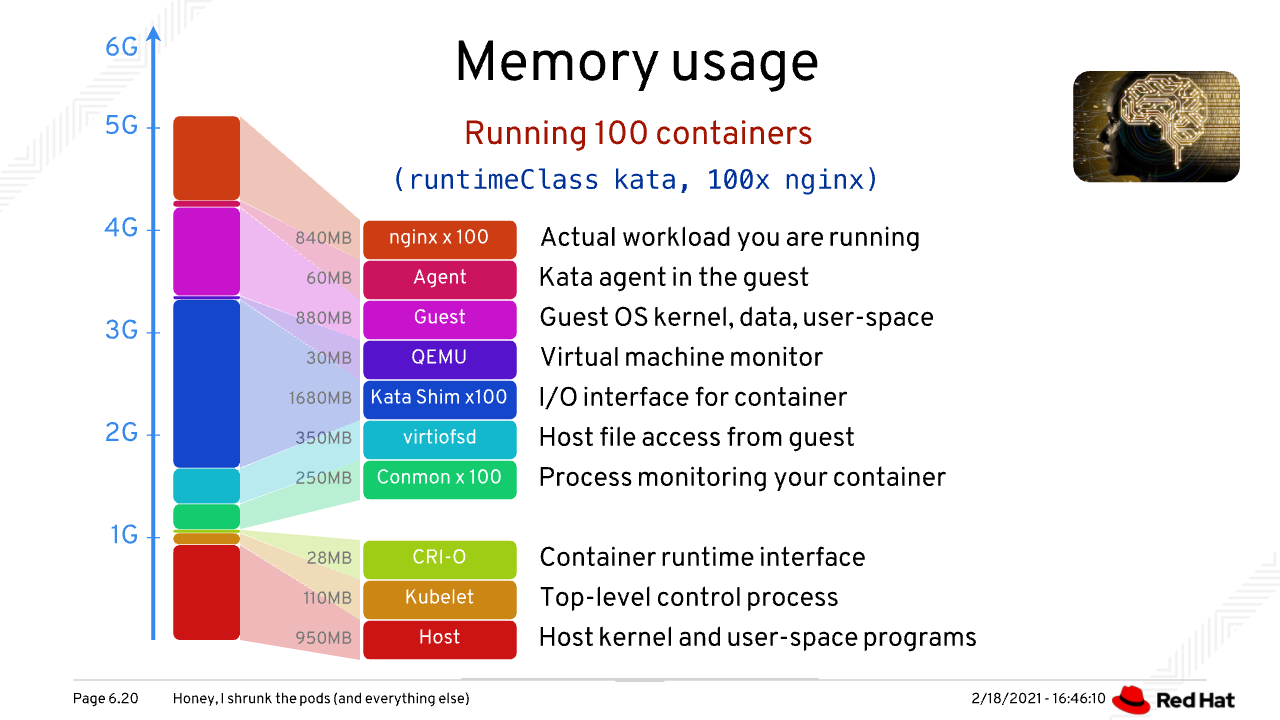 Memory usage
Running 100 containers
(runtimeClass kata, 100x nginx)
6G
5G
4G
3G
2G
1G
840MB nginx x 100 Actual workload you are running
60MB Agent Kata agent in the guest
880MB Guest Guest OS kernel, data, user-space
30MB QEMU Virtual machine monitor
1680MB Kata Shim x100 I/O interface for container
350MB virtiofsd Host file access from guest
250MB Conmon x 100 Process monitoring your container
28MB CRI-O Container runtime interface
110MB Kubelet Top-level control process
950MB Host Host kernel and user-space programs
Page 6.20 Honey, I shrunk the pods (and everything else) 2/18/2021 - 16:46:10 Red Hat